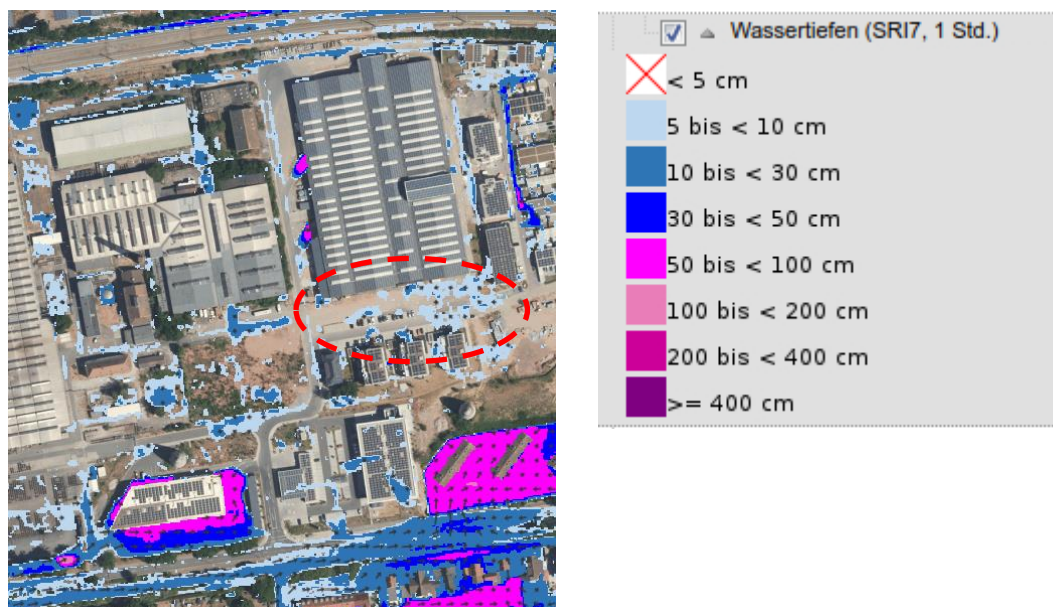 Wassertiefen (SRI7, 1 Std.)
< 5 cm
5 bis < 10 cm
10 bis < 30 cm
30 bis < 50 cm
50 bis < 100 cm
100 bis < 200 cm
200 bis < 400 cm
>= 400 cm